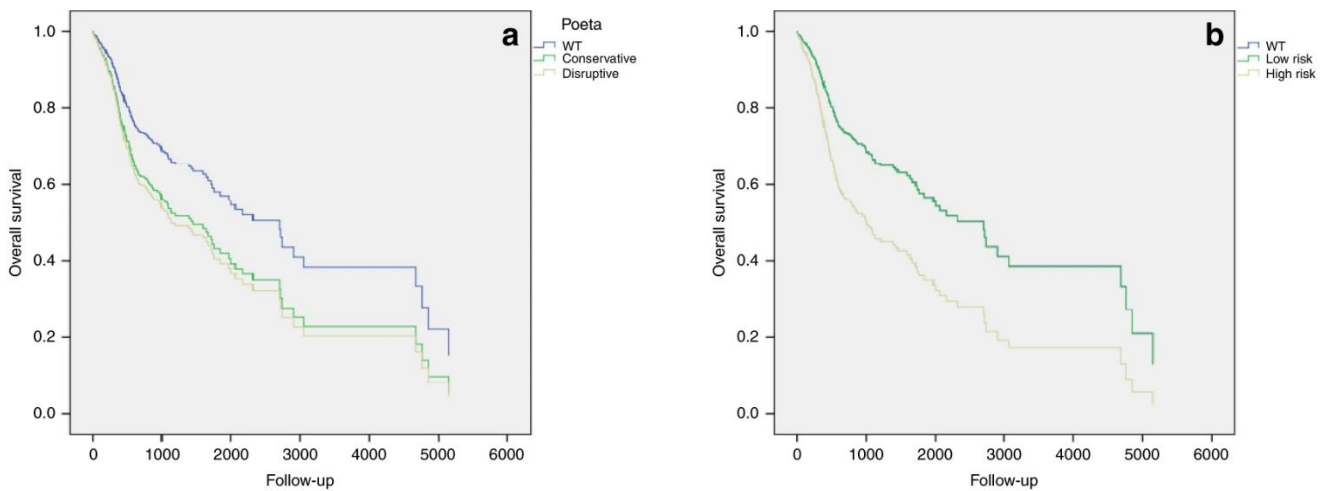 Poeta
a
WT
Conservative
Disruptive
1.0
0.8
0.6
0.4
0.2
0.0
Overall survival
0 1000 2000 3000 4000 5000 6000
Follow-up
b
WT
Low risk
High risk
1.0
0.8
0.6
0.4
0.2
0.0
Overall survival
0 1000 2000 3000 4000 5000 6000
Follow-up